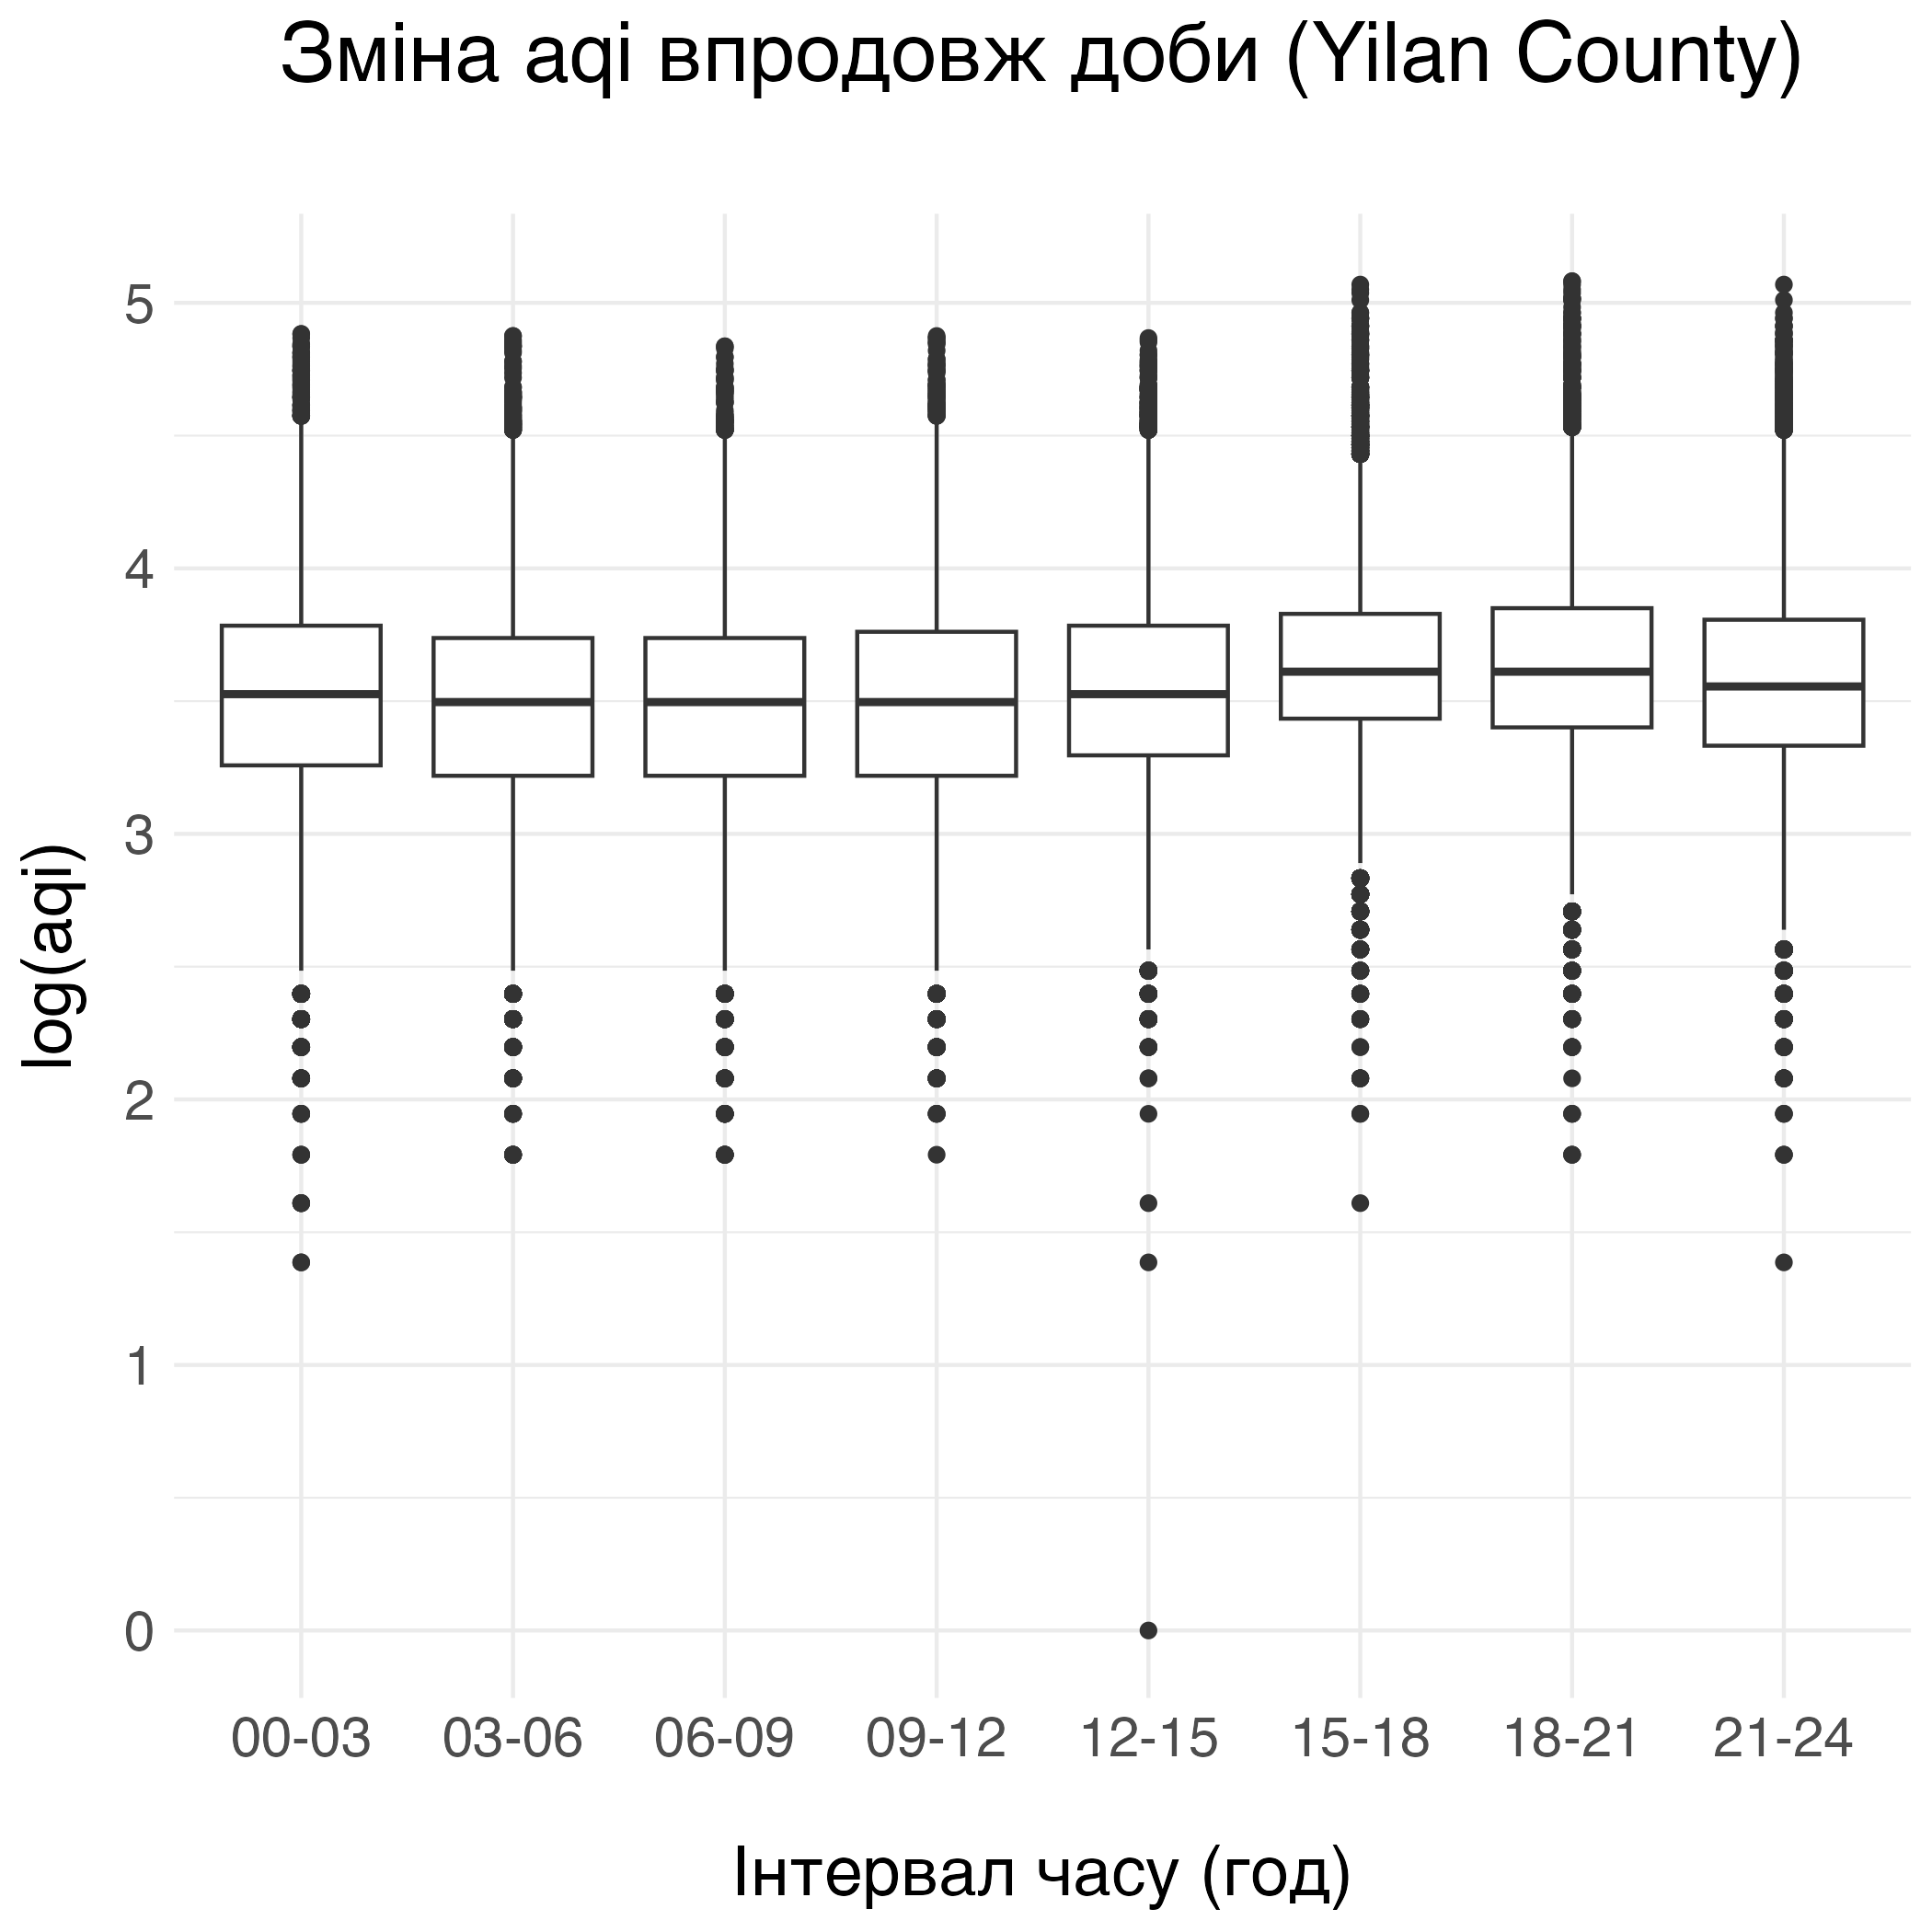 Зміна aqi впродовж доби (Yilan County)
5
4
3
2
1
0
log(aqi)
00-03 03-06 06-09 09-12 12-15 15-18 18-21 21-24
Інтервал часу (год)